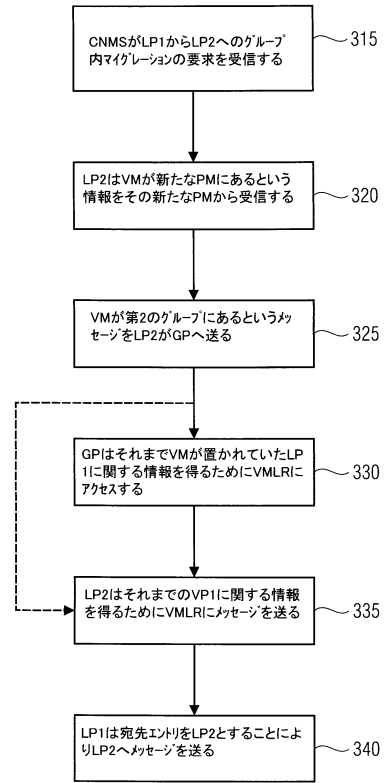 CNMSがLP1からLP2へのグループ
内マイグレーションの要求を受信する
315
LP2はVMが新たなPMにあるという
情報をその新たなPMから受信する
320
VMが第2のグループにあるというメッ
セージをLP2がGPへ送る
325
GPはそれまでVMが置かれていたLP
1に関する情報を得るためにVMLRに
アクセスする
330
LP2はそれまでのVP1に関する情報
を得るためにVMLRにメッセージを送る
335
LP1は宛先エントリをLP2とすることによ
りLP2へメッセージを送る
340